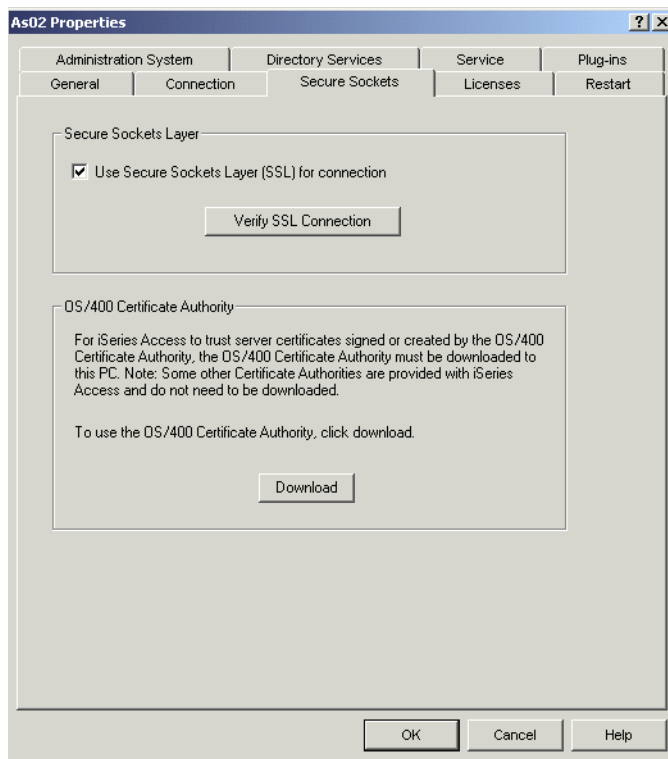 As02 Properties
Administration System Directory Services Service Plug-ins
General Connection Secure Sockets Licenses Restart
Secure Sockets Layer
Use Secure Sockets Layer (SSL) for connection
Verify SSL Connection
OS/400 Certificate Authority
For iSeries Access to trust server certificates signed or created by the OS/400
Certificate Authority, the OS/400 Certificate Authority must be downloaded to
this PC. Note: Some other Certificate Authorities are provided with iSeries
Access and do not need to be downloaded.
To use the OS/400 Certificate Authority, click download.
Download
OK Cancel Help